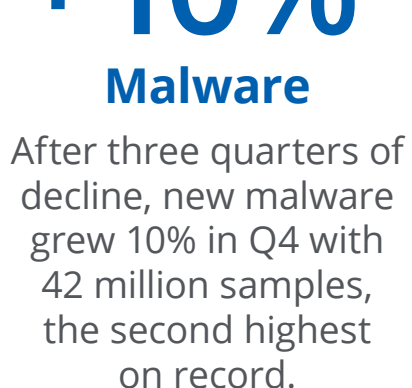 +10%
Malware
After three quarters of
decline, new malware
grew 10% in Q4 with
42 million samples,
the second highest
on record.